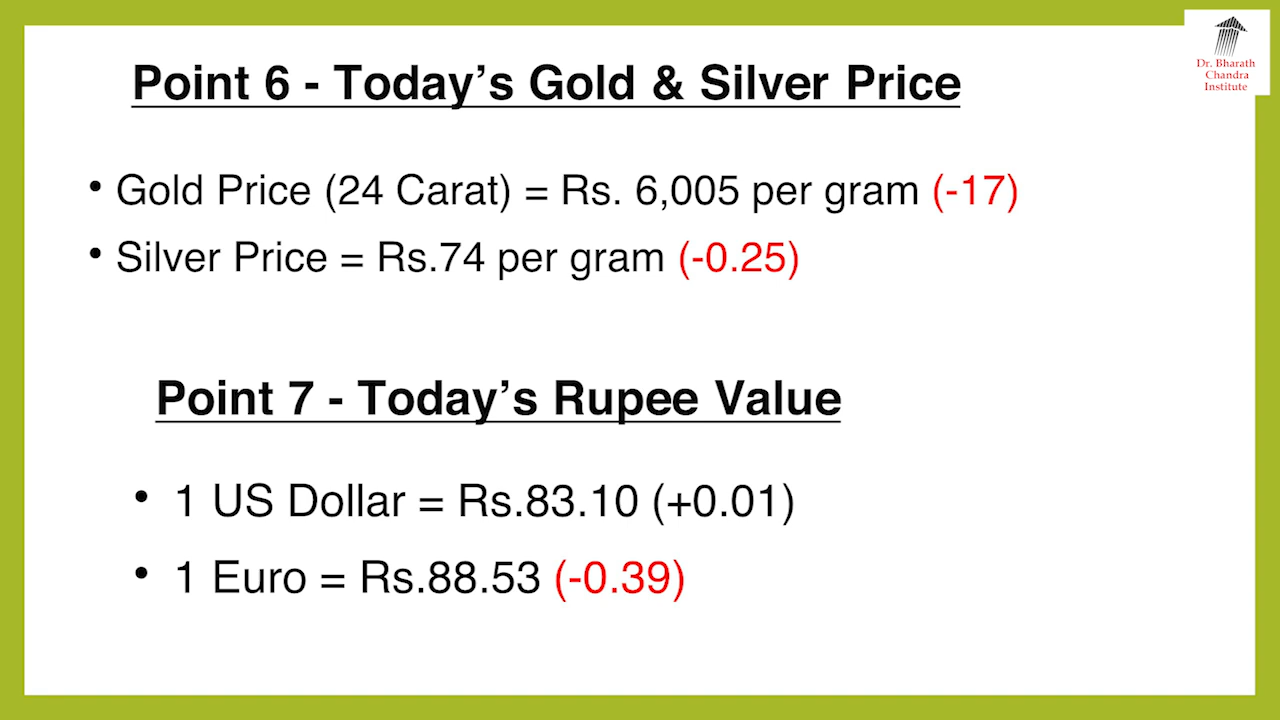 Dr. Bharath
Chandra
Institute
Point 6 - Today’s Gold & Silver Price
• Gold Price (24 Carat) = Rs. 6,005 per gram (-17)
• Silver Price = Rs.74 per gram (-0.25)
Point 7 - Today’s Rupee Value
• 1 US Dollar = Rs.83.10 (+0.01)
• 1 Euro = Rs.88.53 (-0.39)